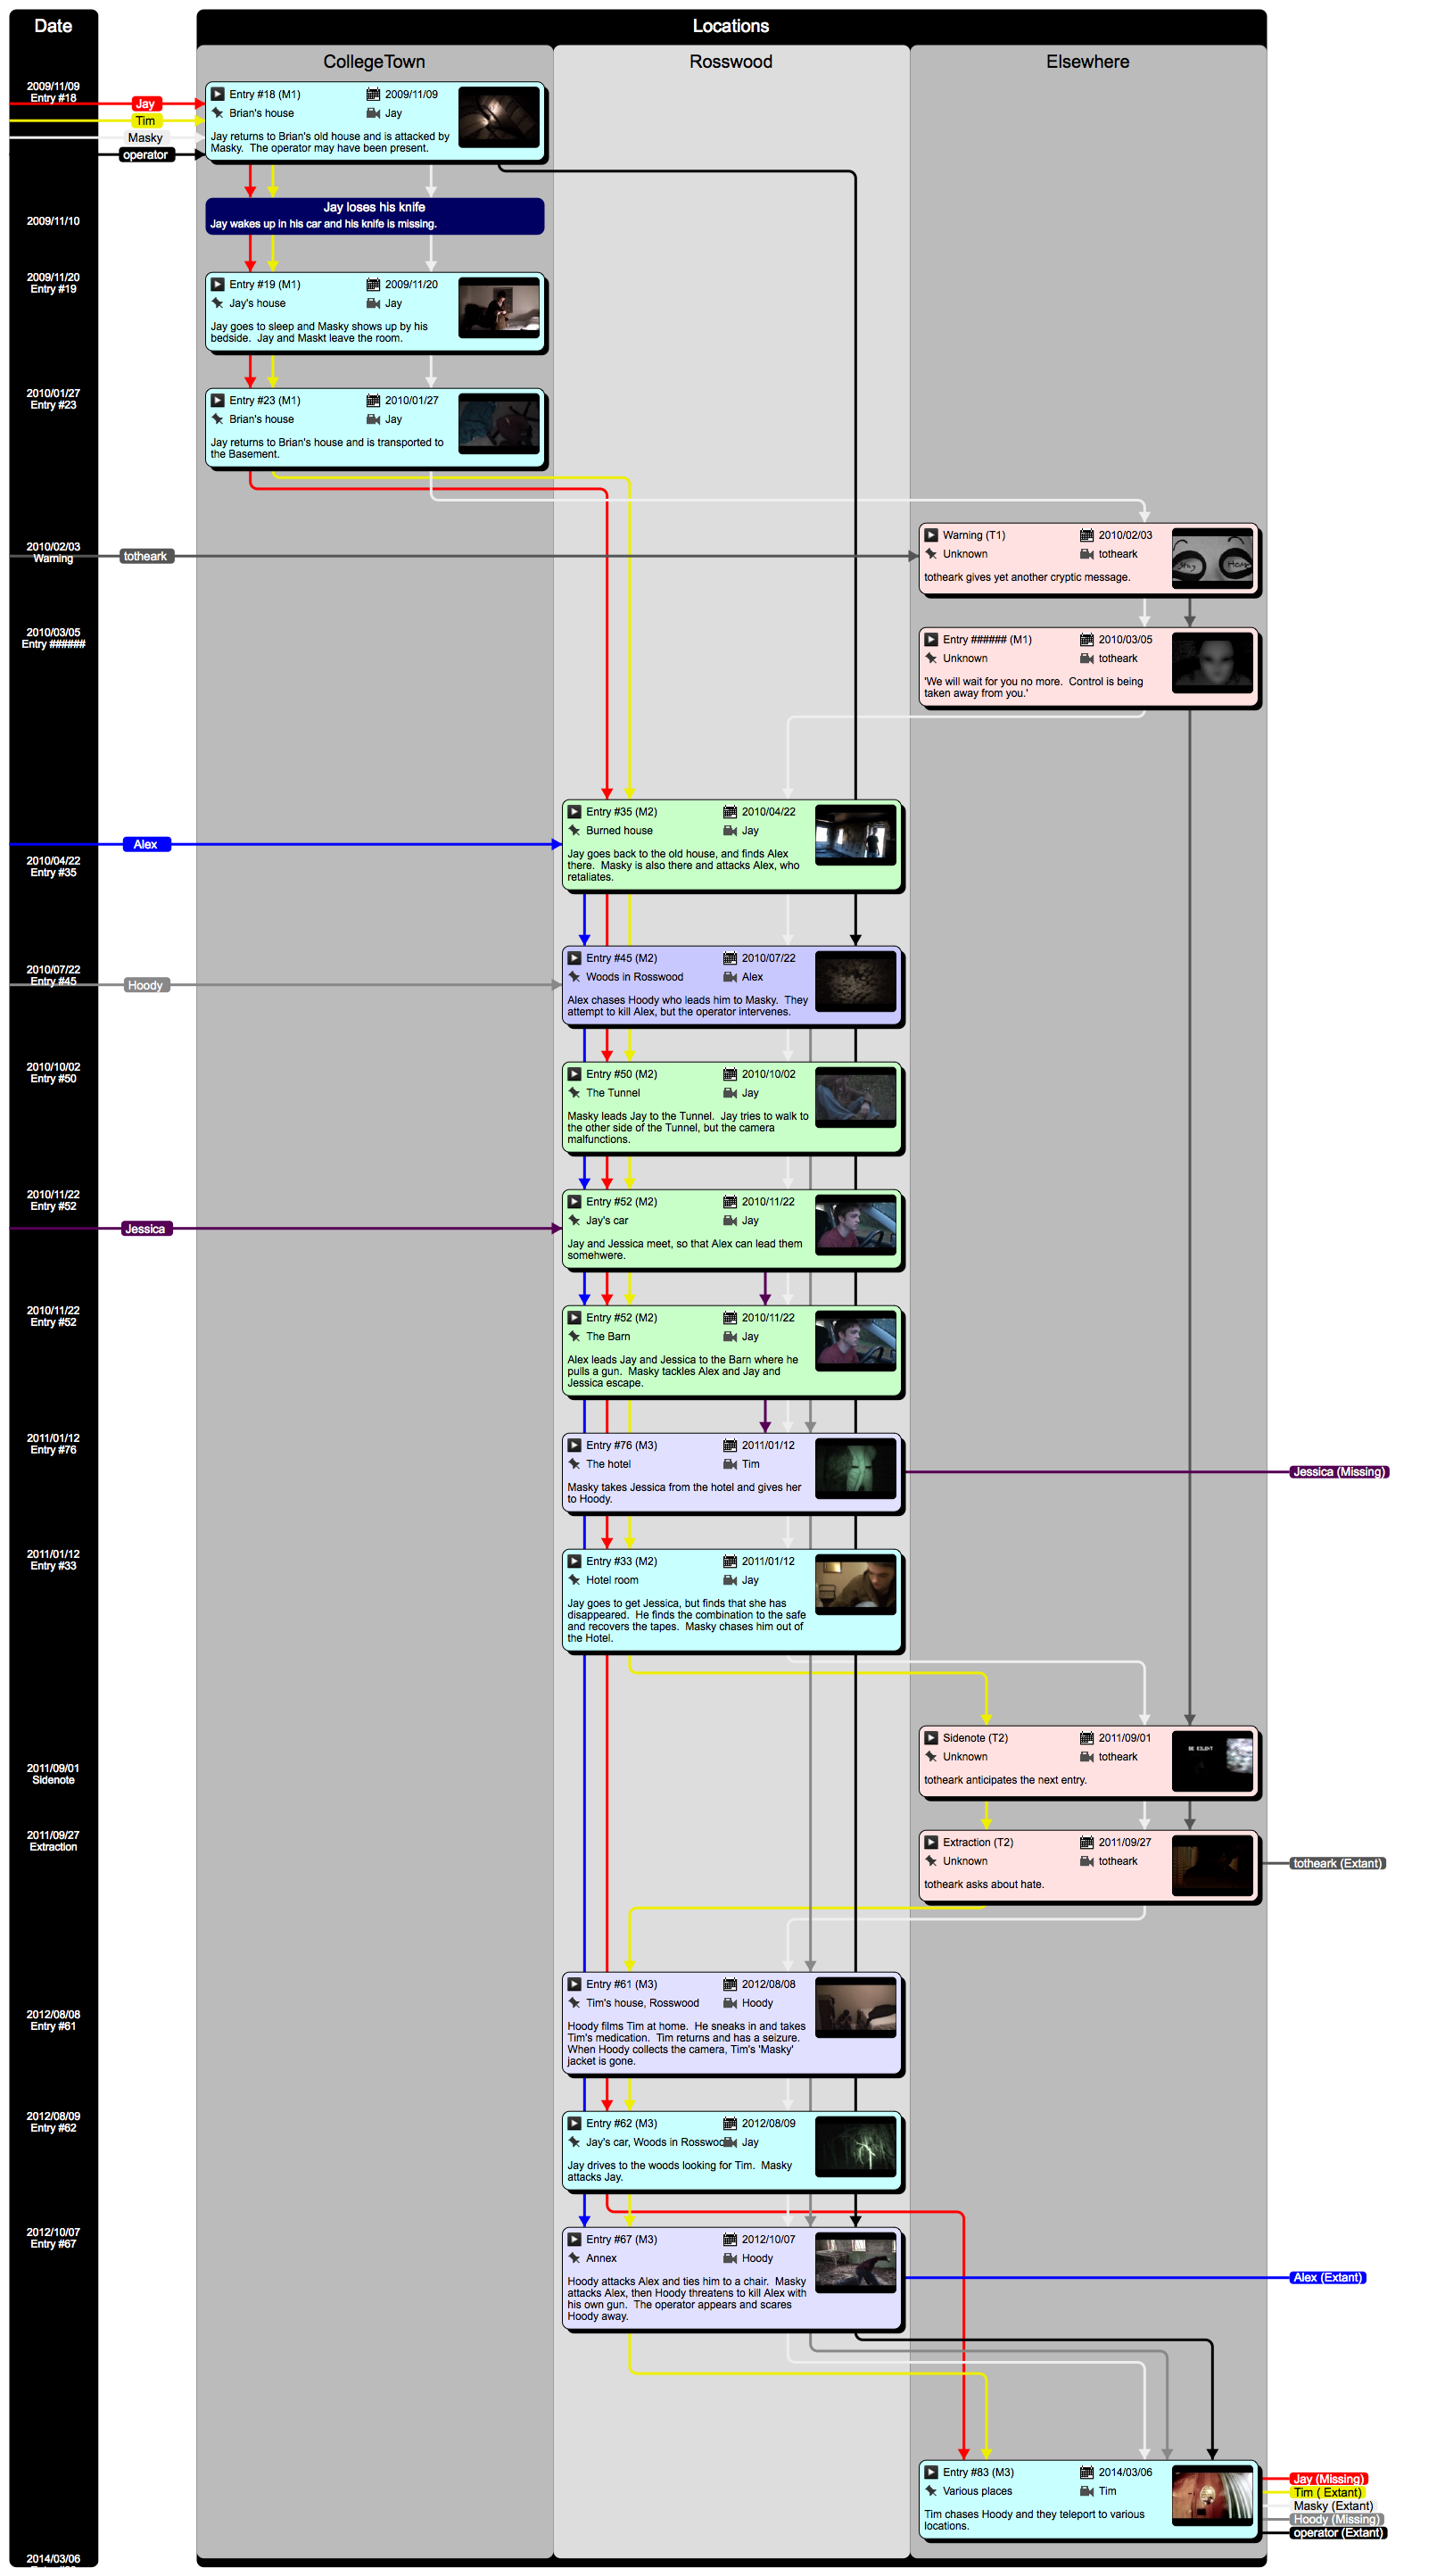 Date
Locations
CollegeTown
Rosswood
Elsewhere
2009/11/09
Entry #18
Jay
Tim
Masky
operator
Entry #18 (M1)
2009/11/09
Brian's house
Jay
Jay returns to Brian's old house and is attacked by
Masky. The operator may have been present.
2009/11/10
Jay loses his knife
Jay wakes up in his car and his knife is missing.
2009/11/20
Entry #19
Entry #19 (M1)
2009/11/20
Jay's house
Jay
Jay goes to sleep and Masky shows up by his
bedside. Jay and Maskt leave the room.
2010/01/27
Entry #23
Entry #23 (M1)
2010/01/27
Brian's house
Jay
Jay returns to Brian's house and is transported to
the Basement.
2010/02/03
Warning
totheark
Warning (T1)
2010/02/03
Unknown
totheark
totheark gives yet another cryptic message.
2010/03/05
Entry ######
Entry ###### (M1)
2010/03/05
Unknown
totheark
'We will wait for you no more. Control is being
taken away from you.'
Alex
2010/04/22
Entry #35
Entry #35 (M2)
2010/04/22
Burned house
Jay
Jay goes back to the old house, and finds Alex
there. Masky is also there and attacks Alex, who
retaliates.
2010/07/22
Entry #45
Hoody
Entry #45 (M2)
2010/07/22
Woods in Rosswood
Alex
Alex chases Hoody who leads him to Masky. They
attempt to kill Alex, but the operator intervenes.
2010/10/02
Entry #50
Entry #50 (M2)
2010/10/02
The Tunnel
Jay
Masky leads Jay to the Tunnel. Jay tries to walk to
the other side of the Tunnel, but the camera
malfunctions.
2010/11/22
Entry #52
Jessica
Entry #52 (M2)
2010/11/22
Jay's car
Jay
Jay and Jessica meet, so that Alex can lead them
somehwere.
2010/11/22
Entry #52
Entry #52 (M2)
2010/11/22
The Barn
Jay
Alex leads Jay and Jessica to the Barn where he
pulls a gun. Masky tackles Alex and Jay and
Jessica escape.
2011/01/12
Entry #76
Entry #76 (M3)
2011/01/12
The hotel
Tim
Masky takes Jessica from the hotel and gives her
to Hoody.
Jessica (Missing)
2011/01/12
Entry #33
Entry #33 (M2)
2011/01/12
Hotel room
Jay
Jay goes to get Jessica, but finds that she has
disappeared. He finds the combination to the safe
and recovers the tapes. Masky chases him out of
the Hotel.
2011/09/01
Sidenote
Sidenote (T2)
2011/09/01
Unknown
totheark
totheark anticipates the next entry.
2011/09/27
Extraction
Extraction (T2)
2011/09/27
Unknown
totheark
totheark asks about hate.
totheark (Extant)
2012/08/08
Entry #61
Entry #61 (M3)
2012/08/08
Tim's house, Rosswood
Hoody
Hoody films Tim at home. He sneaks in and takes
Tim's medication. Tim returns and has a seizure.
When Hoody collects the camera, Tim's 'Masky'
jacket is gone.
2012/08/09
Entry #62
Entry #62 (M3)
2012/08/09
Jay's car, Woods in Rosswoo
Jay
Jay drives to the woods looking for Tim. Masky
attacks Jay.
2012/10/07
Entry #67
Entry #67 (M3)
2012/10/07
Annex
Hoody
Hoody attacks Alex and ties him to a chair. Masky
attacks Alex, then Hoody threatens to kill Alex with
his own gun. The operator appears and scares
Hoody away.
Alex (Extant)
Entry #83 (M3)
2014/03/06
Various places
Tim
Tim chases Hoody and they teleport to various
locations.
Jay (Missing)
Tim ( Extant)
Masky (Extant)
Hoody (Missing)
operator (Extant)
2014/03/06